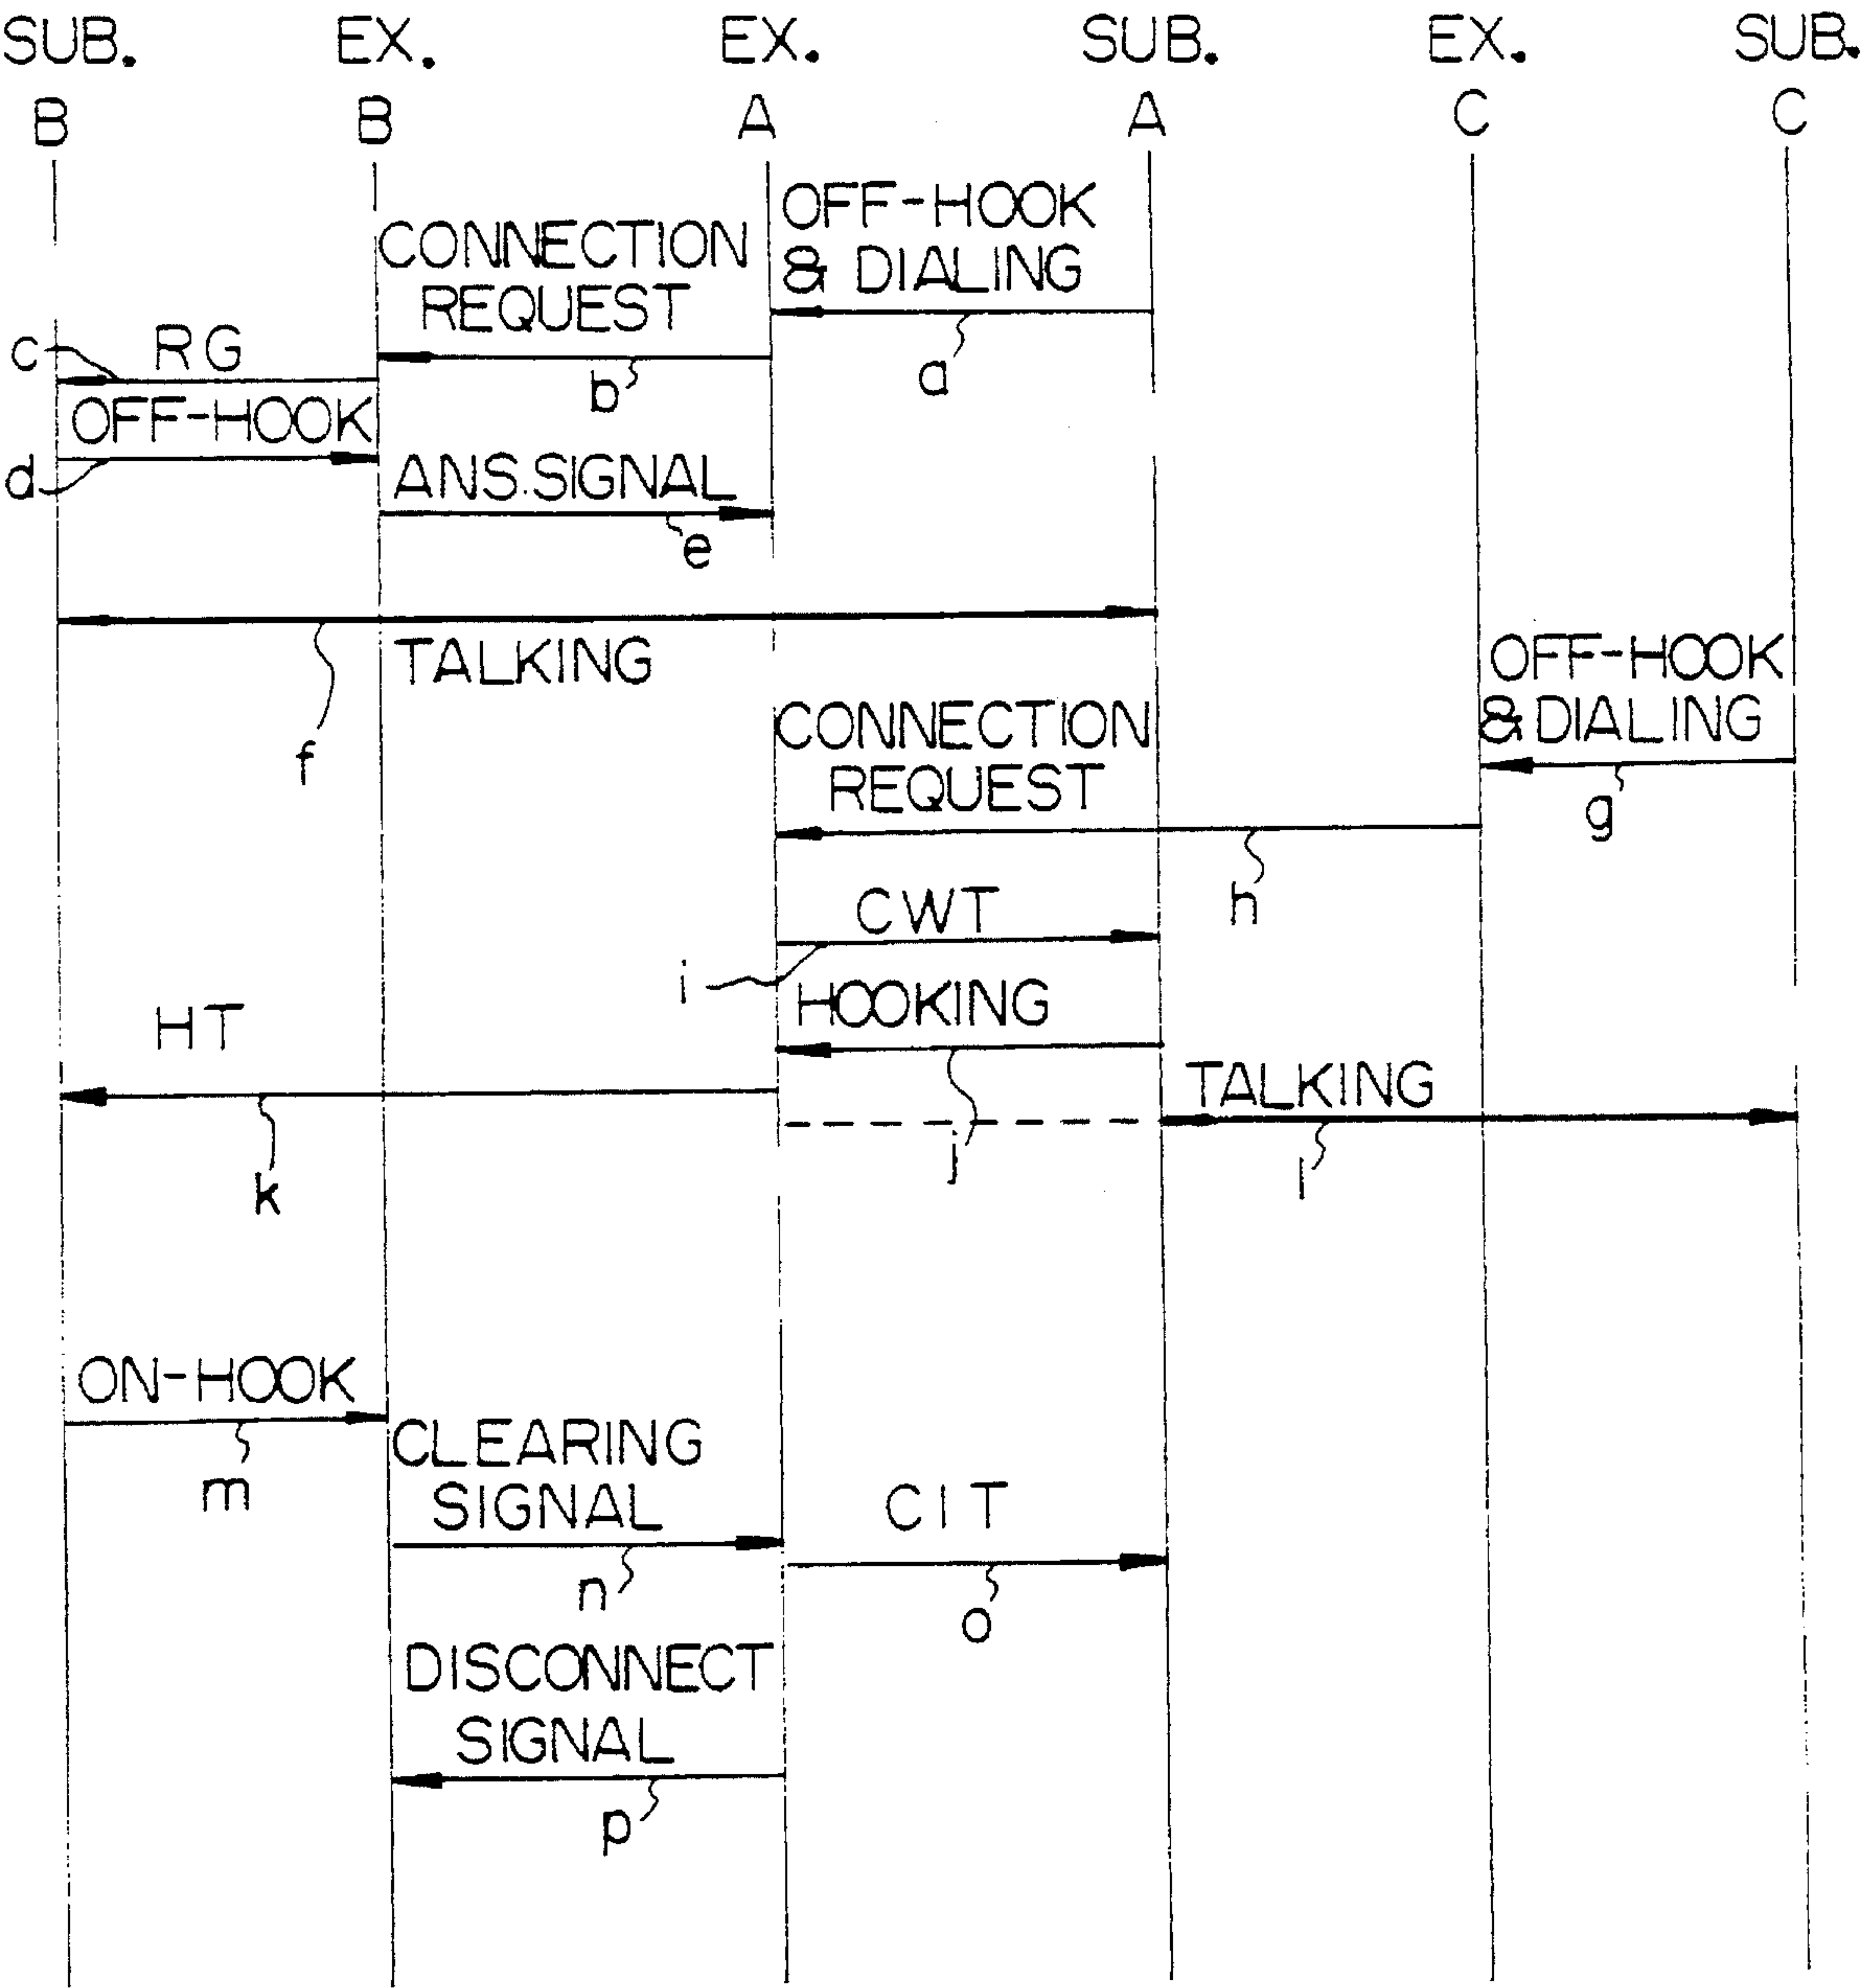 SUB. EX. EX. SUB. EX. SUB.
B B A A C C
OFF-HOOK
& DIALING
a
CONNECTION
REQUEST
b
c RG
OFF-HOOK
d
ANS.SIGNAL
e
TALKING
f
OFF-HOOK
& DIALING
g
CONNECTION
REQUEST
h
CWT
i
HOOKING
j
HT
k
TALKING
l
ON-HOOK
m
CLEARING
SIGNAL
n
CIT
o
DISCONNECT
SIGNAL
p